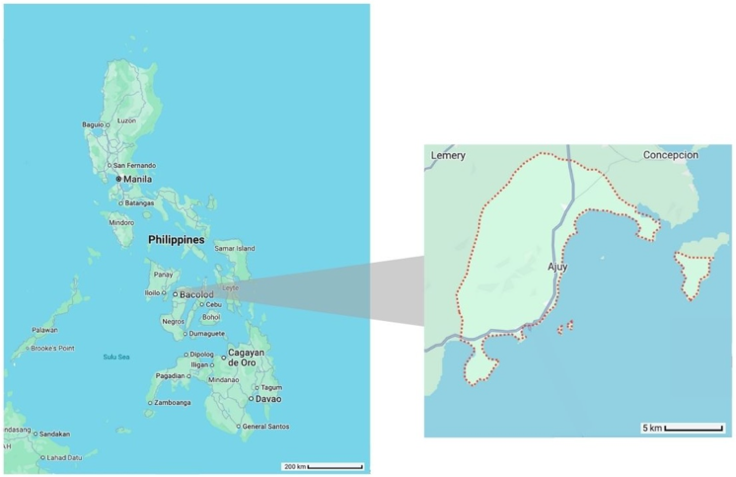 Baguio
Luzon
San Fernando
Manila
Batangas
Mindoro
Philippines
Samar Island
Panay
Iloilo
Bacolod
Leyte
Cebu
Negros
Bohol
Palawan
Dumaguete
Brooke's Point
Sulu Sea
Dipolog
Cagayan
de Oro
Iligan
Pagadian
Mindanao
Tagum
Zamboanga
Davao
General Santos
ndasang
Sandakan
AH
Lahad Datu
200 km
Lemery
Concepcion
Ajuy
5 km